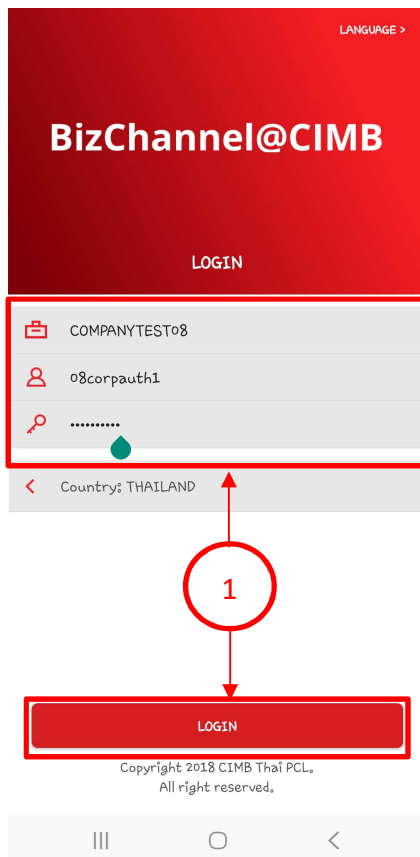 LANGUAGE >
BizChannel@CIMB
LOGIN
COMPANYTEST08
08corpauth1
••••••••••
Country: THAILAND
1
LOGIN
Copyright 2018 CIMB Thai PCL.
All right reserved.